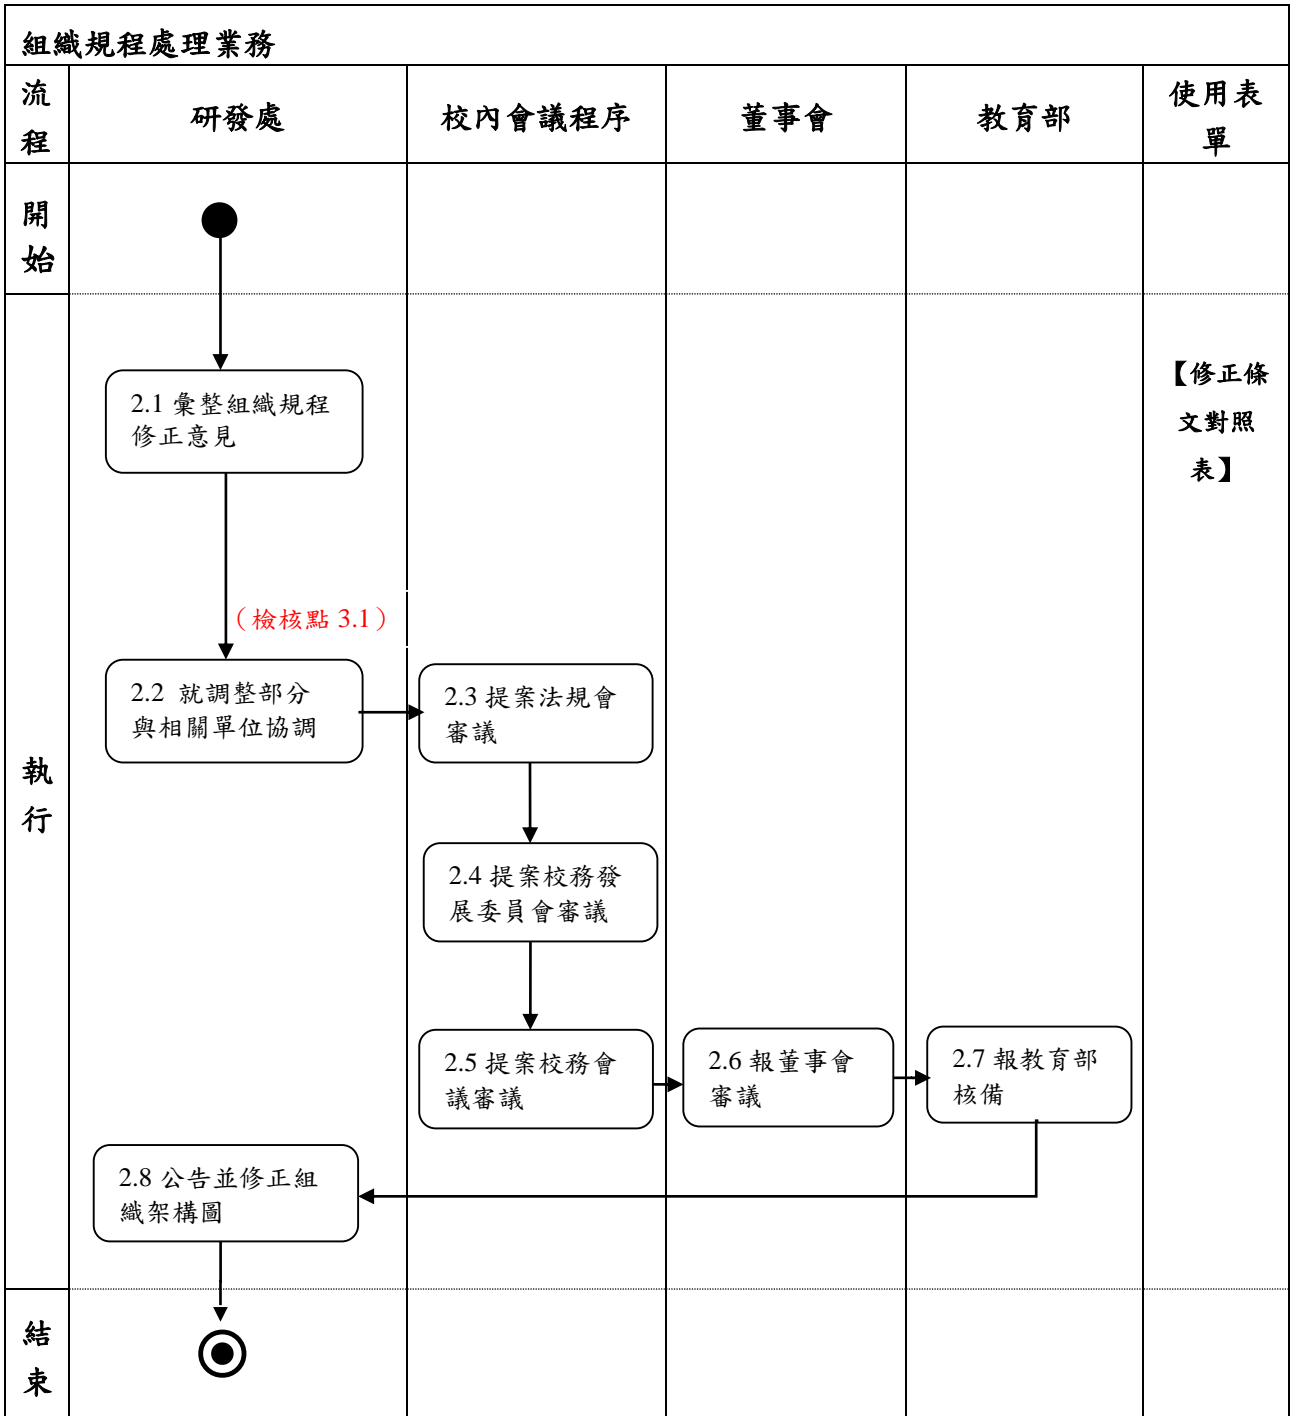 組織規程處理業務
流
程
研發處
校內會議程序
董事會
教育部
使用表
單
開
始
2.1 彙整組織規程
修正意見
【修正條
文對照
表】
(檢核點 3.1)
執
行
2.2 就調整部分
與相關單位協調
2.3 提案法規會
審議
2.4 提案校務發
展委員會審議
2.5 提案校務會
議審議
2.6 報董事會
審議
2.7 報教育部
核備
2.8 公告並修正組
織架構圖
結
束